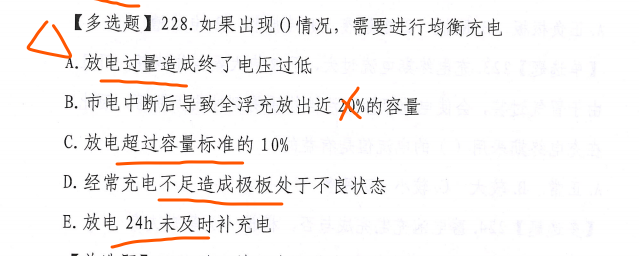 【多选题】228.如果出现()情况，需要进行均衡充电
A.放电过量造成终了电压过低
B.市电中断后导致全浮充放出近20%的容量
C.放电超过容量标准的10%
D.经常充电不足造成极板处于不良状态
E.放电24h未及时补充电